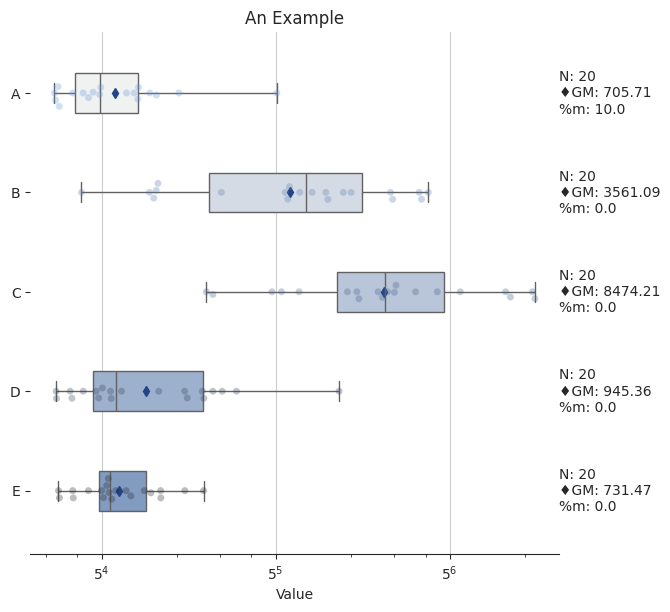 An Example
A
N: 20
♦GM: 705.71
%m: 10.0
B
N: 20
♦GM: 3561.09
%m: 0.0
C
N: 20
♦GM: 8474.21
%m: 0.0
D
N: 20
♦GM: 945.36
%m: 0.0
E
N: 20
♦GM: 731.47
%m: 0.0
5⁴ 5⁵ 5⁶
Value